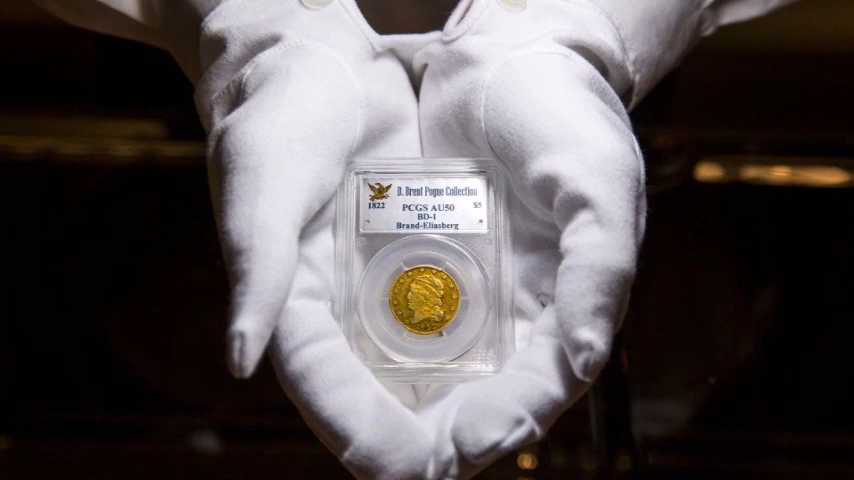 D. Brent Pogue Collection
1822 PCGS AU50 $5
BD-1
Brand-Eliasberg